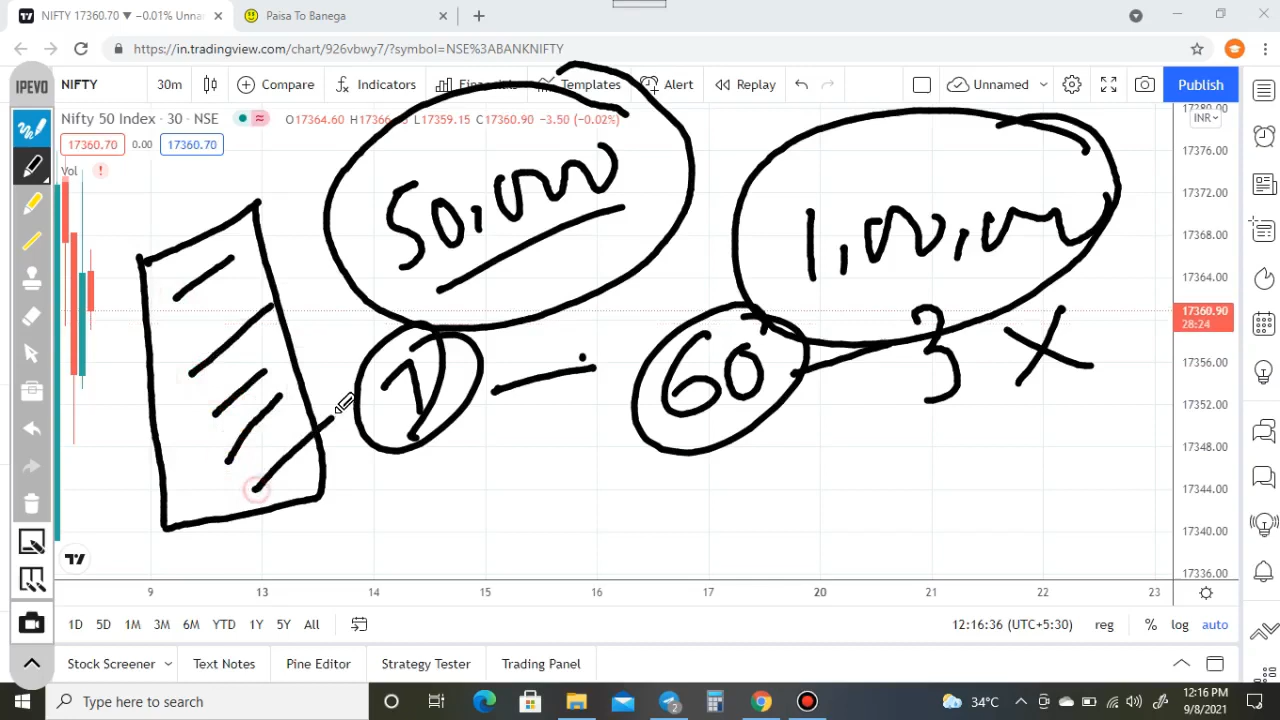 NIFTY 17360.70 ▼ −0.01% Unnar
Paisa To Banega
https://in.tradingview.com/chart/926vbwy7/?symbol=NSE%3ABANKNIFTY
IPEVO
NIFTY 30m Compare Indicators Templates Alert Replay Unnamed Publish
Nifty 50 Index · 30 · NSE O17364.60 L17359.15 C17360.90 −3.50 (−0.02%)
INR
17360.70 0.00 17360.70
Vol
50,000
1,00,000
60
3 X
17280.00
17376.00
17372.00
17368.00
17364.00
17360.90
28:24
17356.00
17352.00
17348.00
17344.00
17340.00
17336.00
9 13 14 15 16 17 20 21 22 23
1D 5D 1M 3M 6M YTD 1Y 5Y All 12:16:36 (UTC+5:30) reg % log auto
Stock Screener Text Notes Pine Editor Strategy Tester Trading Panel
Type here to search
2
34°C
12:16 PM
9/8/2021